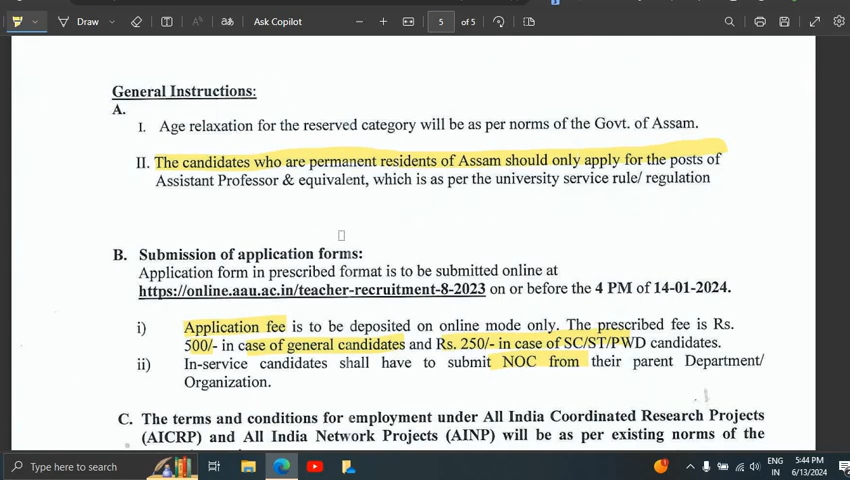 Draw
Ask Copilot
5 of 5
General Instructions:
A.
I. Age relaxation for the reserved category will be as per norms of the Govt. of Assam.
II. The candidates who are permanent residents of Assam should only apply for the posts of
Assistant Professor & equivalent, which is as per the university service rule/ regulation
B. Submission of application forms:
Application form in prescribed format is to be submitted online at
https://online.aau.ac.in/teacher-recruitment-8-2023 on or before the 4 PM of 14-01-2024.
i) Application fee is to be deposited on online mode only. The prescribed fee is Rs.
500/- in case of general candidates and Rs. 250/- in case of SC/ST/PWD candidates.
ii) In-service candidates shall have to submit NOC from their parent Department/
Organization.
C. The terms and conditions for employment under All India Coordinated Research Projects
(AICRP) and All India Network Projects (AINP) will be as per existing norms of the
Type here to search
ENG
IN
5:44 PM
6/13/2024